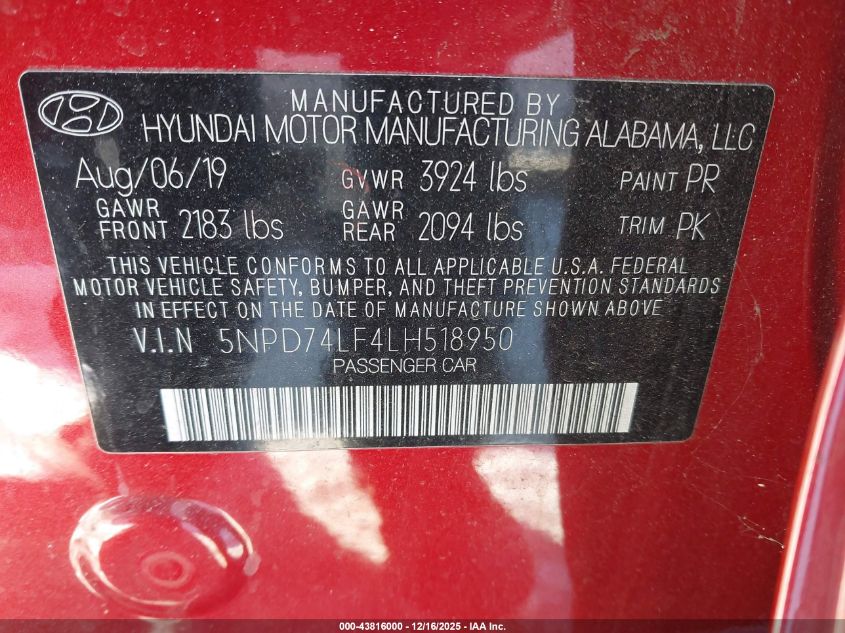 MANUFACTURED BY
HYUNDAI MOTOR MANUFACTURING ALABAMA, LLC
Aug/06/19 GVWR 3924 lbs PAINT PR
GAWR FRONT 2183 lbs GAWR REAR 2094 lbs TRIM PK
THIS VEHICLE CONFORMS TO ALL APPLICABLE U.S.A. FEDERAL
MOTOR VEHICLE SAFETY, BUMPER, AND THEFT PREVENTION STANDARDS
IN EFFECT ON THE DATE OF MANUFACTURE SHOWN ABOVE
V.I.N 5NPD74LF4LH518950
PASSENGER CAR
000-43816000 - 12/16/2025 - IAA Inc.